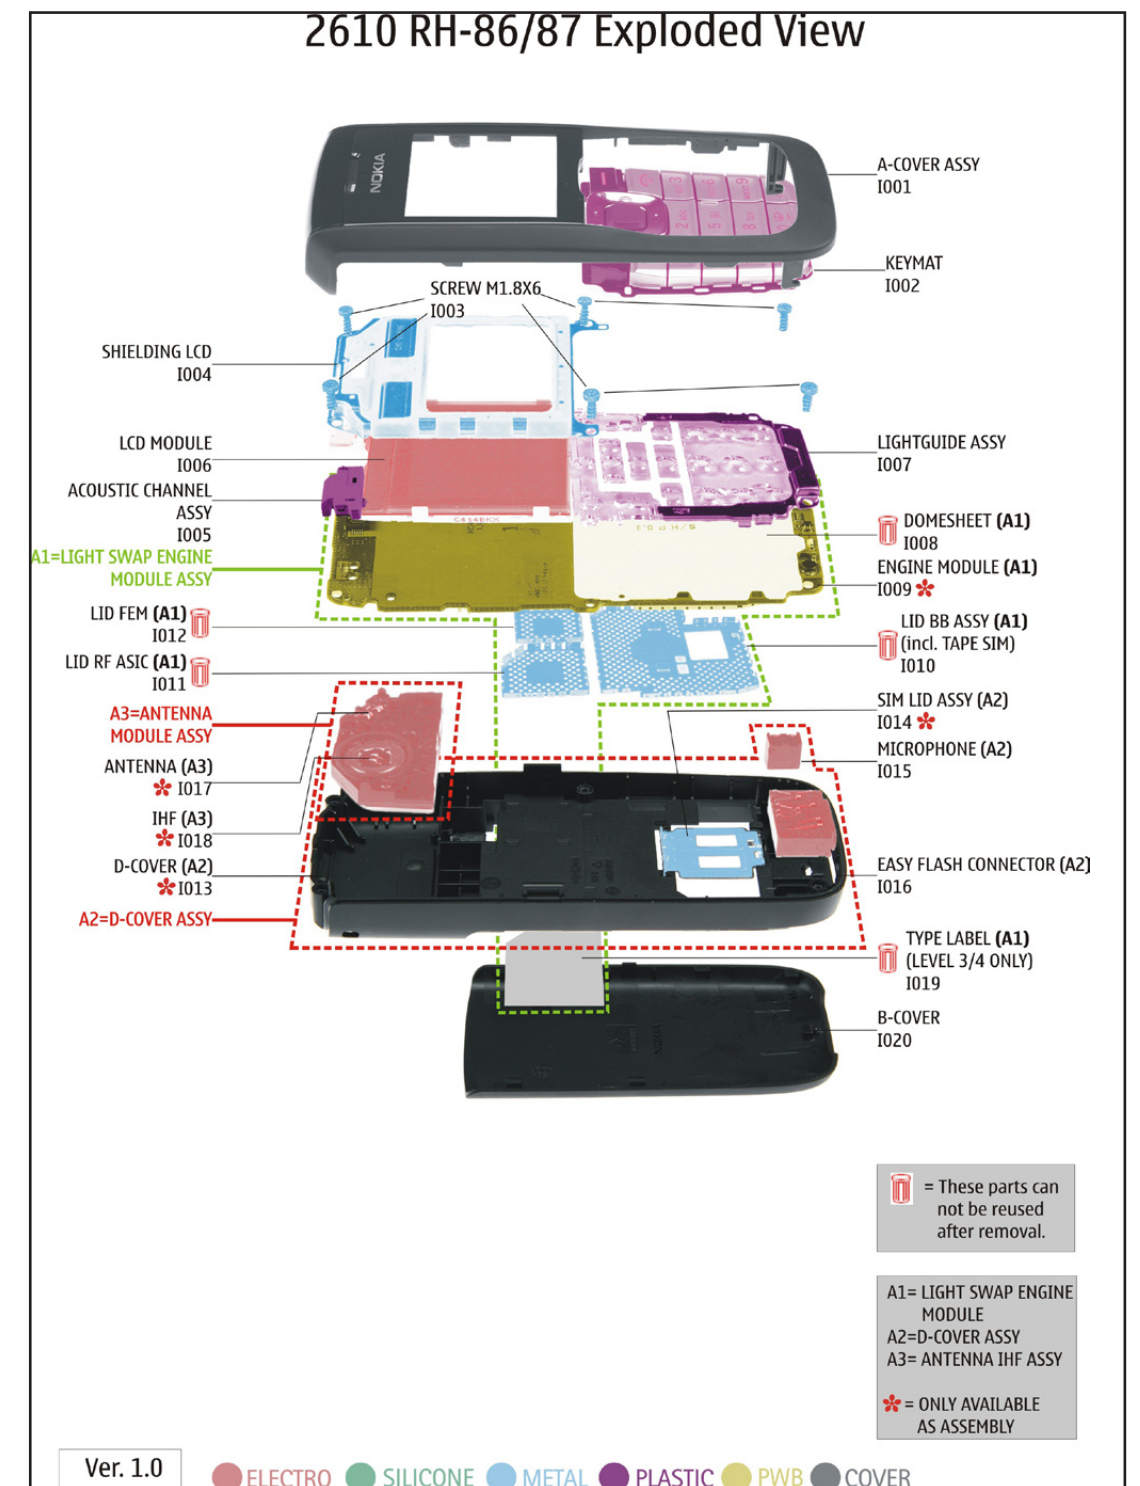 2610 RH-86/87 Exploded View
NOKIA
A-COVER ASSY
I001
KEYMAT
I002
SCREW M1.8X6
I003
SHIELDING LCD
I004
LCD MODULE
I006
LIGHTGUIDE ASSY
I007
ACOUSTIC CHANNEL
ASSY
I005
DOMESHEET (A1)
I008
A1=LIGHT SWAP ENGINE
MODULE ASSY
ENGINE MODULE (A1)
I009
LID FEM (A1)
I012
LID BB ASSY (A1)
(incl. TAPE SIM)
I010
LID RF ASIC (A1)
I011
SIM LID ASSY (A2)
I014
A3=ANTENNA
MODULE ASSY
MICROPHONE (A2)
I015
ANTENNA (A3)
I017
IHF (A3)
I018
D-COVER (A2)
I013
EASY FLASH CONNECTOR (A2)
I016
A2=D-COVER ASSY
TYPE LABEL (A1)
(LEVEL 3/4 ONLY)
I019
B-COVER
I020
= These parts can
not be reused
after removal.
A1= LIGHT SWAP ENGINE
MODULE
A2=D-COVER ASSY
A3= ANTENNA IHF ASSY
= ONLY AVAILABLE
AS ASSEMBLY
Ver. 1.0
ELECTRO SILICONE METAL PLASTIC PWB COVER